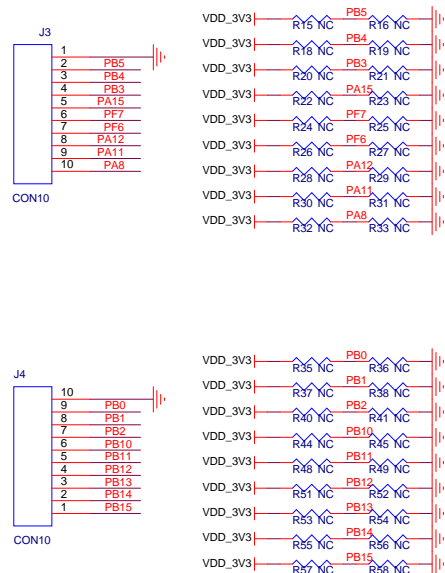 J3
1
2 PB5
3 PB4
4 PB3
5 PA15
6 PF7
7 PF6
8 PA12
9 PA11
10 PA8
CON10
VDD_3V3 R15 NC PB5 R16 NC
VDD_3V3 R18 NC PB4 R19 NC
VDD_3V3 R20 NC PB3 R21 NC
VDD_3V3 R22 NC PA15 R23 NC
VDD_3V3 R24 NC PF7 R25 NC
VDD_3V3 R26 NC PF6 R27 NC
VDD_3V3 R28 NC PA12 R29 NC
VDD_3V3 R30 NC PA11 R31 NC
VDD_3V3 R32 NC PA8 R33 NC
J4
10
9 PB0
8 PB1
7 PB2
6 PB10
5 PB11
4 PB12
3 PB13
2 PB14
1 PB15
CON10
VDD_3V3 R35 NC PB0 R36 NC
VDD_3V3 R37 NC PB1 R38 NC
VDD_3V3 R40 NC PB2 R41 NC
VDD_3V3 R44 NC PB10 R45 NC
VDD_3V3 R48 NC PB11 R49 NC
VDD_3V3 R51 NC PB12 R52 NC
VDD_3V3 R53 NC PB13 R54 NC
VDD_3V3 R55 NC PB14 R56 NC
VDD_3V3 R57 NC PB15 R58 NC